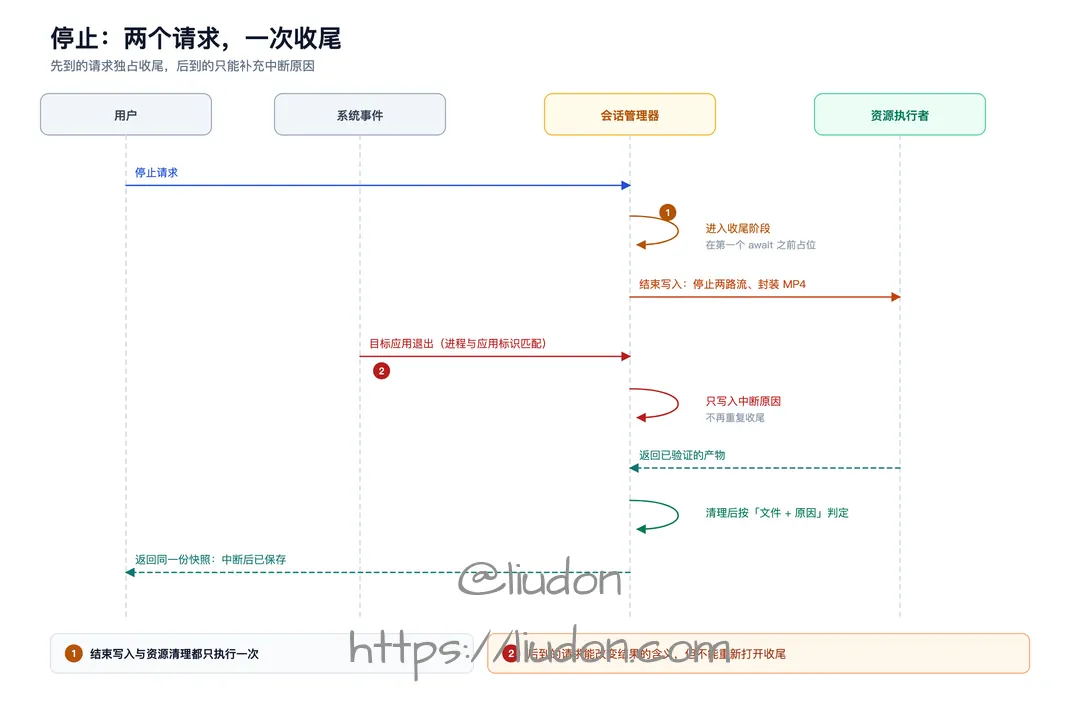 停止：两个请求，一次收尾
先到的请求独占收尾，后到的只能补充中断原因
用户
系统事件
会话管理器
资源执行者
停止请求
1
进入收尾阶段
在第一个 await 之前占位
结束写入：停止两路流、封装 MP4
目标应用退出（进程与应用标识匹配）
2
只写入中断原因
不再重复收尾
返回已验证的产物
清理后按「文件 + 原因」判定
返回同一份快照：中断后已保存
@liudon
1 结束写入与资源清理都只执行一次
2 后到的请求能改变结果的含义，但不能重新打开收尾
https://liudon.com